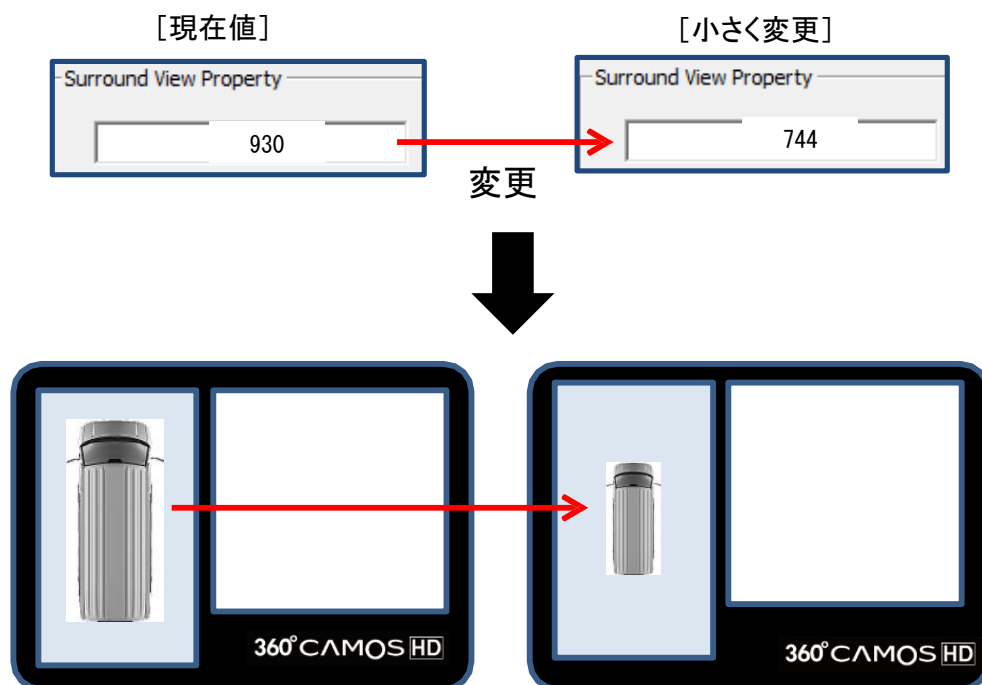 ［現在値］
［小さく変更］
Surround View Property
Surround View Property
930
744
変更
360°CAMOS HD
360°CAMOS HD